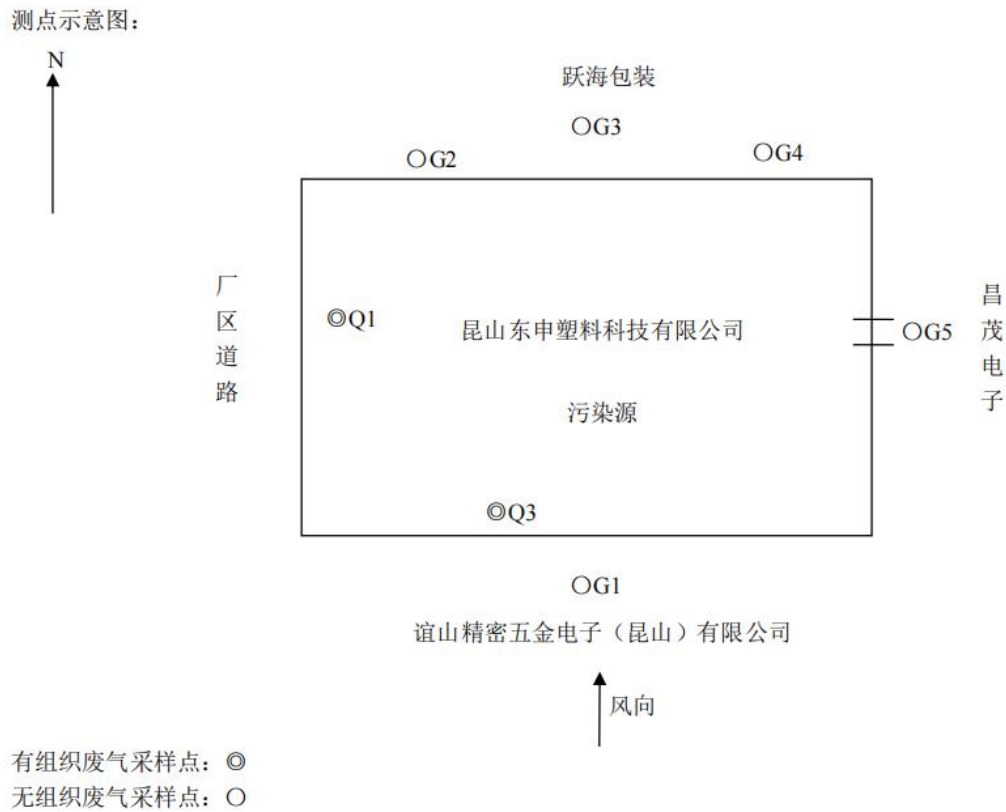 测点示意图：
N
跃海包装
○G3
○G2
○G4
厂区道路
◎Q1
昆山东申塑料科技有限公司
○G5
昌茂电子
污染源
◎Q3
○G1
谊山精密五金电子（昆山）有限公司
风向
有组织废气采样点：◎
无组织废气采样点：○